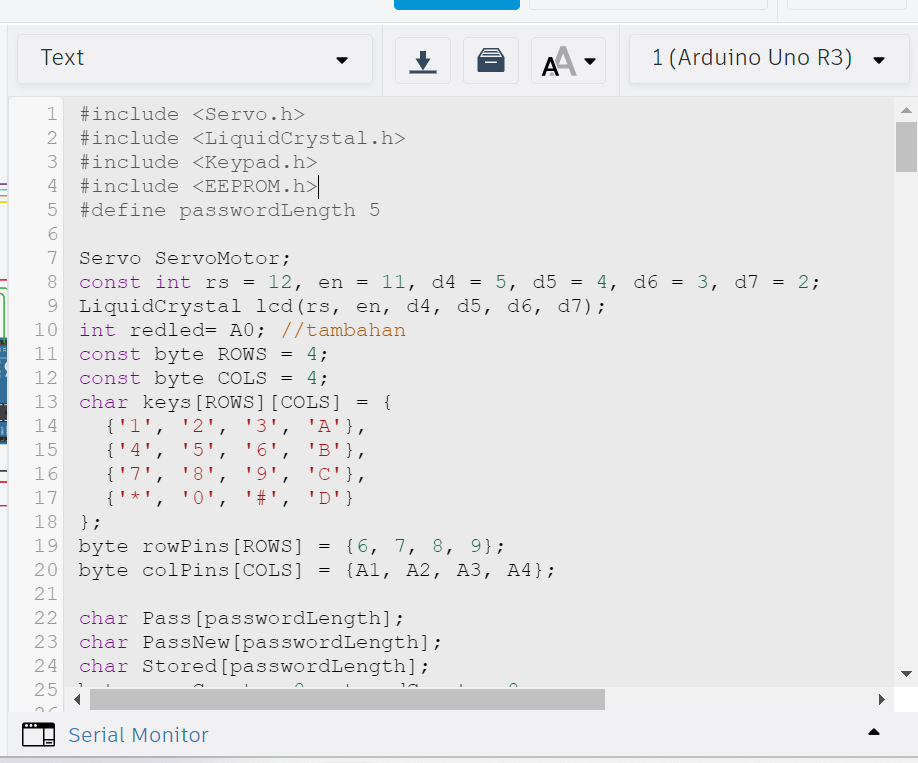 Text
1 (Arduino Uno R3)
1 #include <Servo.h>
2 #include <LiquidCrystal.h>
3 #include <Keypad.h>
4 #include <EEPROM.h>
5 #define passwordLength 5
6
7 Servo ServoMotor;
8 const int rs = 12, en = 11, d4 = 5, d5 = 4, d6 = 3, d7 = 2;
9 LiquidCrystal lcd(rs, en, d4, d5, d6, d7);
10 int redled= A0; //tambahan
11 const byte ROWS = 4;
12 const byte COLS = 4;
13 char keys[ROWS][COLS] = {
14   {'1', '2', '3', 'A'},
15   {'4', '5', '6', 'B'},
16   {'7', '8', '9', 'C'},
17   {'*', '0', '#', 'D'}
18 };
19 byte rowPins[ROWS] = {6, 7, 8, 9};
20 byte colPins[COLS] = {A1, A2, A3, A4};
21
22 char Pass[passwordLength];
23 char PassNew[passwordLength];
24 char Stored[passwordLength];
25
Serial Monitor